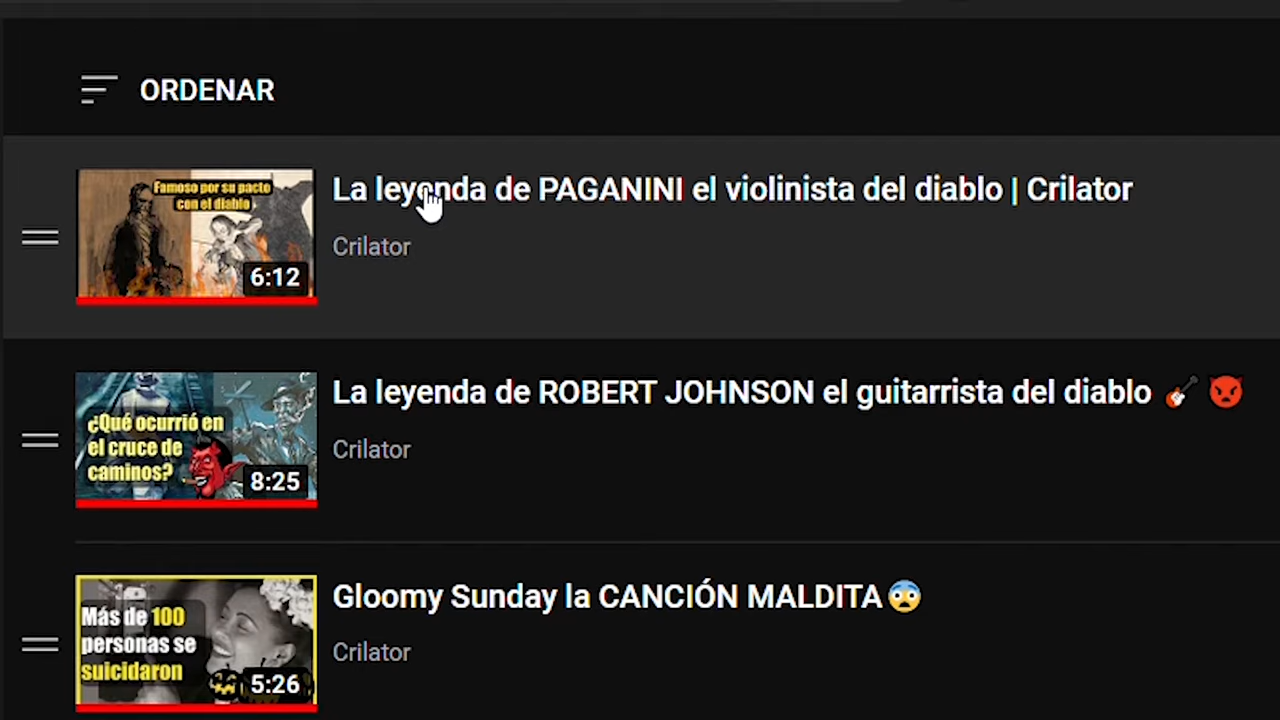 ORDENAR
Famoso por su pacto
con el diablo
6:12
La leyenda de PAGANINI el violinista del diablo | Crilator
Crilator
¿Qué ocurrió en
el cruce de
caminos?
8:25
La leyenda de ROBERT JOHNSON el guitarrista del diablo 🎸 👿
Crilator
Más de 100
personas se
suicidaron
5:26
Gloomy Sunday la CANCIÓN MALDITA 😨
Crilator